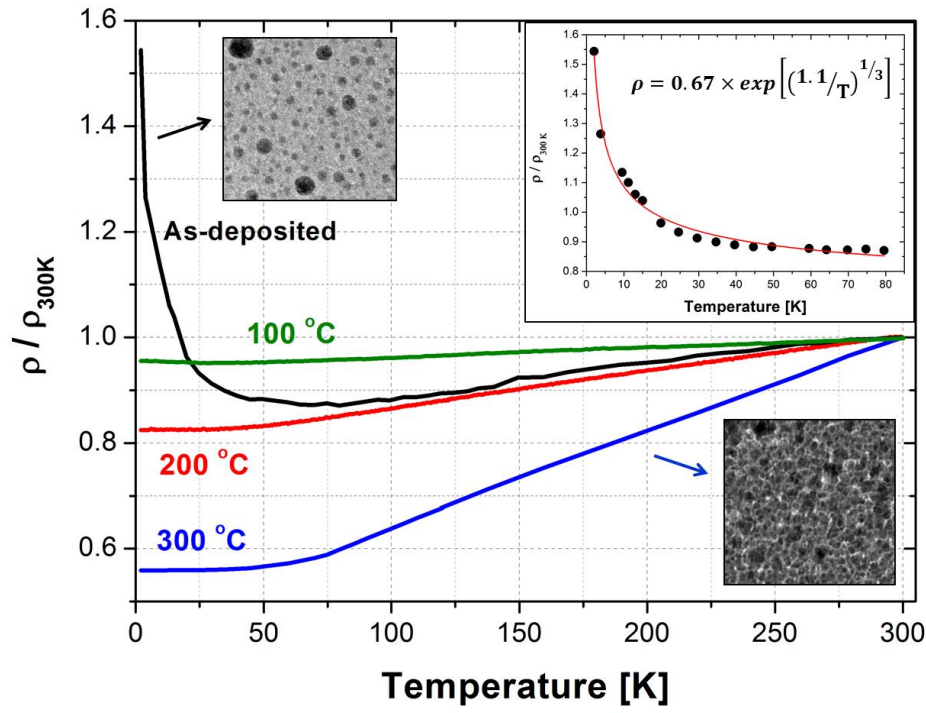 1.6
1.4
1.2
1.0
0.8
0.6
ρ / ρ300K
0 50 100 150 200 250 300
Temperature [K]
As-deposited
100 °C
200 °C
300 °C
1.6
1.5
1.4
1.3
1.2
1.1
1.0
0.9
0.8
ρ / ρ300 K
0 10 20 30 40 50 60 70 80
Temperature [K]
ρ = 0.67 × exp[(1.1/T)^1/3]